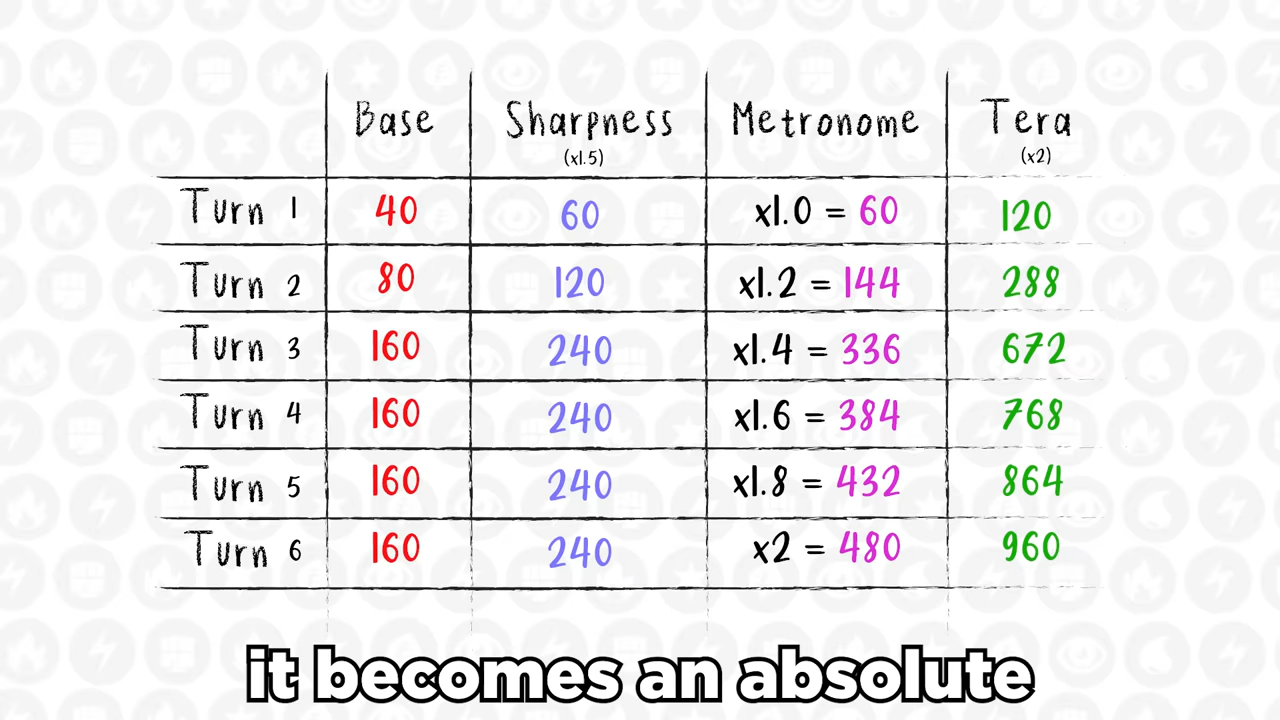 Base Sharpness Metronome Tera
(x1.5) (x2)
Turn 1 40 60 x1.0 = 60 120
Turn 2 80 120 x1.2 = 144 288
Turn 3 160 240 x1.4 = 336 672
Turn 4 160 240 x1.6 = 384 768
Turn 5 160 240 x1.8 = 432 864
Turn 6 160 240 x2 = 480 960
it becomes an absolute